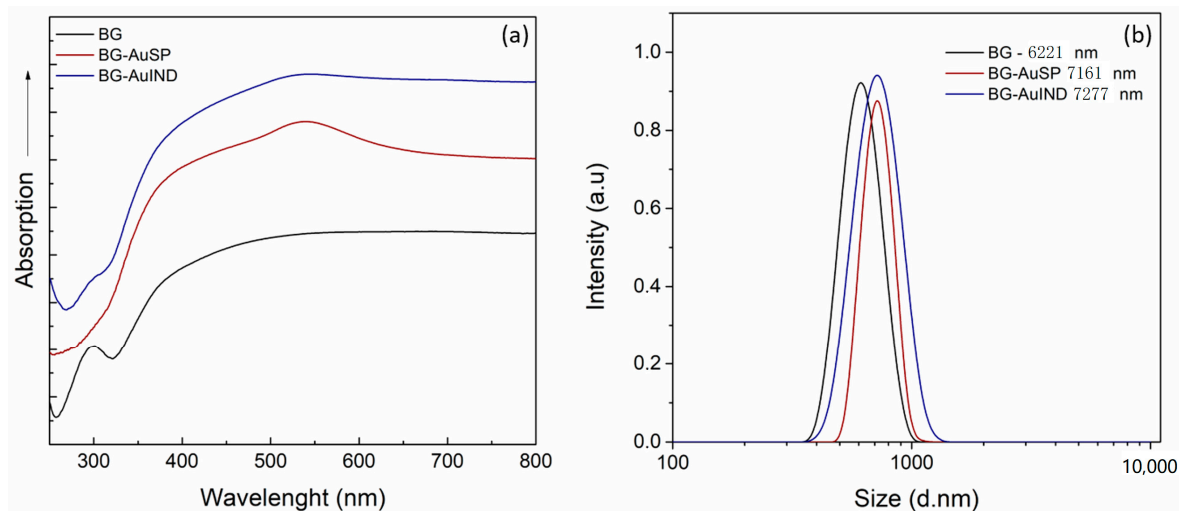 (a)
BG
BG-AuSP
BG-AuIND
Absorption
300 400 500 600 700 800
Wavelenght (nm)
(b)
BG - 6221 nm
BG-AuSP 7161 nm
BG-AuIND 7277 nm
Intensity (a.u)
1.0
0.8
0.6
0.4
0.2
0.0
100 1000 10,000
Size (d.nm)